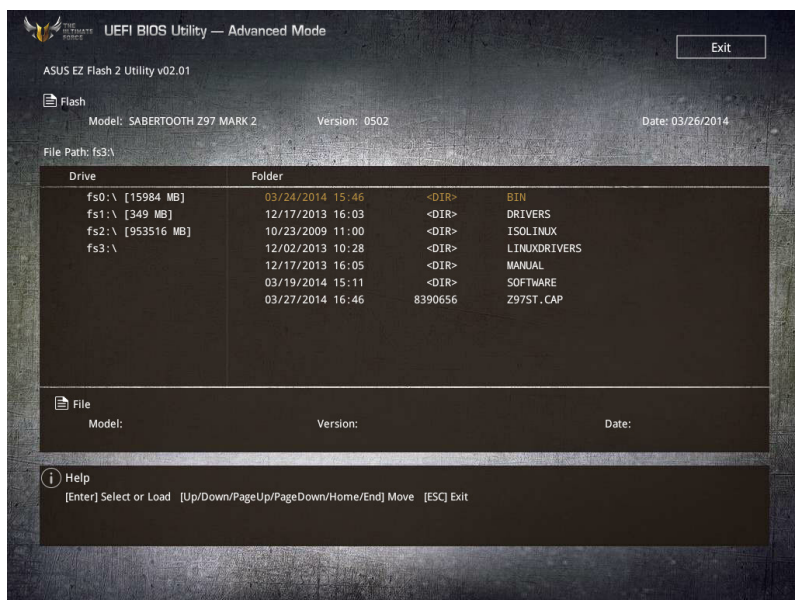 THE ULTIMATE FORCE
UEFI BIOS Utility — Advanced Mode
Exit
ASUS EZ Flash 2 Utility v02.01
Flash
Model: SABERTOOTH Z97 MARK 2 Version: 0502 Date: 03/26/2014
File Path: fs3:\
Drive Folder
fs0:\ [15984 MB] 03/24/2014 15:46 <DIR> BIN
fs1:\ [349 MB] 12/17/2013 16:03 <DIR> DRIVERS
fs2:\ [953516 MB] 10/23/2009 11:00 <DIR> ISOLINUX
fs3:\ 12/02/2013 10:28 <DIR> LINUXDRIVERS
12/17/2013 16:05 <DIR> MANUAL
03/19/2014 15:11 <DIR> SOFTWARE
03/27/2014 16:46 8390656 Z97ST.CAP
File
Model: Version: Date:
Help
[Enter] Select or Load [Up/Down/PageUp/PageDown/Home/End] Move [ESC] Exit